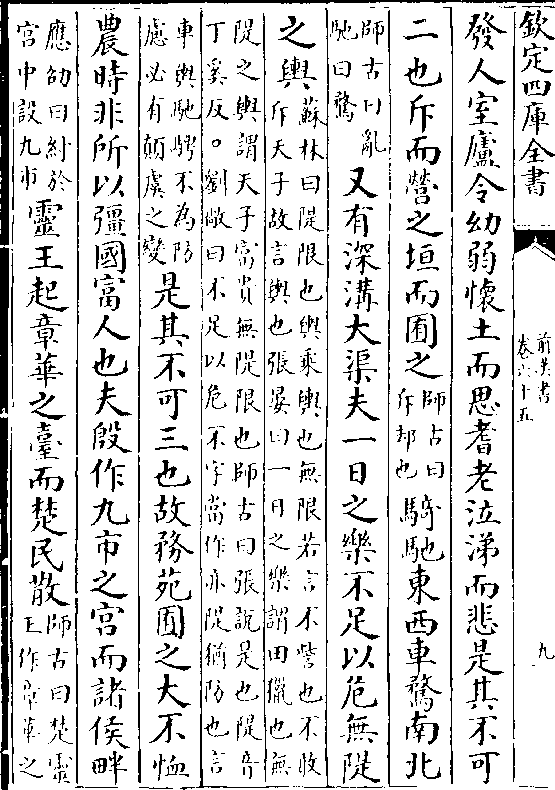 欽定四庫全書
前漢書
卷六十五
九
發人室廬令幼弱懷土而思耆老泣涕而悲是其不可
二也斥而營之垣而囿之
師古曰
斥却也
騎馳東西車騖南北
師古曰亂
馳曰騖
又有深溝大渠夫一日之樂不足以危無隄
之輿
蘇林曰隄限也輿乗輿也無限若言不訾也不敢
斥天子故言輿也張晏曰一日之樂謂田獵也無
隄之輿謂天子富貴無隄限也師古曰張說是也隄音
丁奚反。劉敞曰不足以危不字當作亦隄猶防也言
車輿馳騁不為防
慮必有顛虞之變
是其不可三也故務苑囿之大不恤
農時非所以彊國富人也夫殷作九市之宫而諸侯畔
應劭曰紂於
宫中設九市
靈王起章華之臺而楚民散
師古曰楚靈
王作章華之